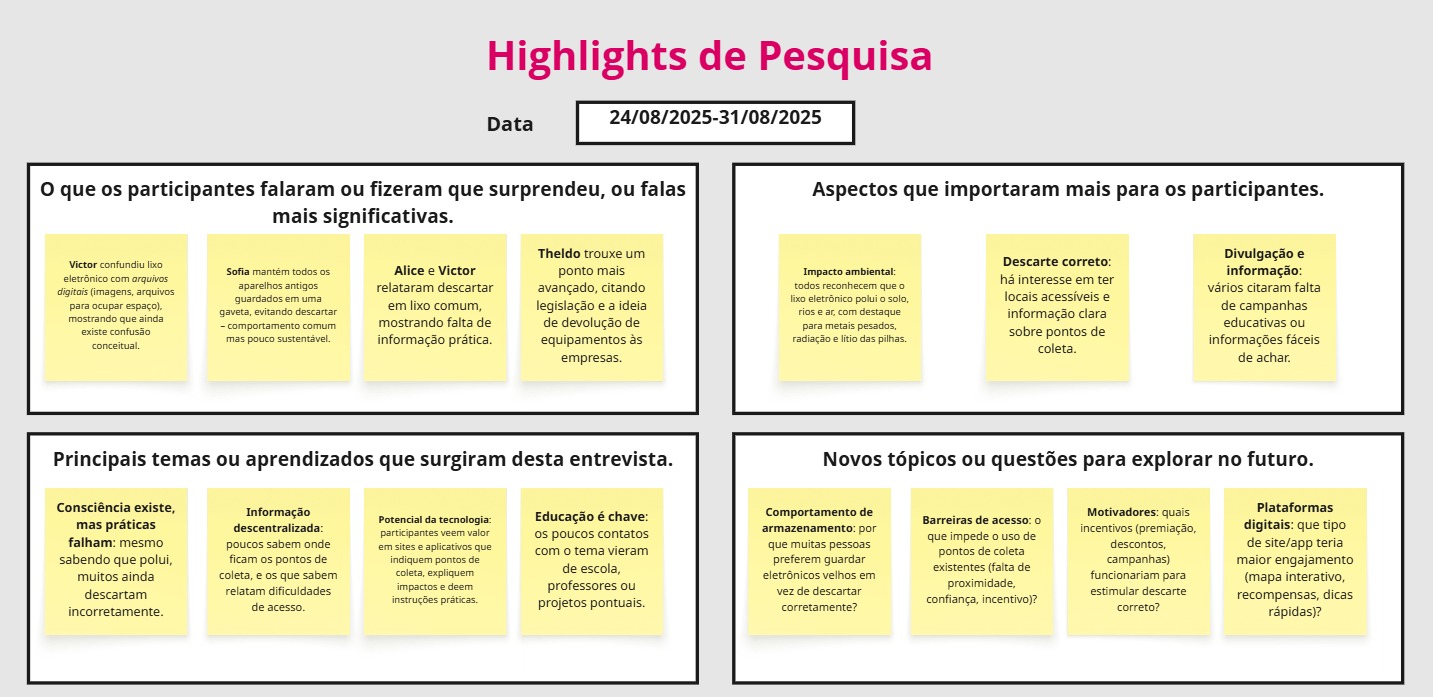 Highlights de Pesquisa
Data
24/08/2025-31/08/2025
O que os participantes falaram ou fizeram que surpreendeu, ou falas
mais significativas.
Victor confundiu lixo
eletrônico com arquivos
digitais (imagens, arquivos
para ocupar espaço),
mostrando que ainda
existe confusão
conceitual.
Sofia mantém todos os
aparelhos antigos
guardados em uma
gaveta, evitando descartar
– comportamento comum
mas pouco sustentável.
Alice e Victor
relataram descartar
em lixo comum,
mostrando falta de
informação prática.
Theldo trouxe um
ponto mais
avançado, citando
legislação e a ideia
de devolução de
equipamentos às
empresas.
Aspectos que importaram mais para os participantes.
Impacto ambiental:
todos reconhecem que o
lixo eletrônico polui o solo,
rios e ar, com destaque
para metais pesados,
radiação e lítio das pilhas.
Descarte correto:
há interesse em ter
locais acessíveis e
informação clara
sobre pontos de
coleta.
Divulgação e
informação:
vários citaram falta
de campanhas
educativas ou
informações fáceis
de achar.
Principais temas ou aprendizados que surgiram desta entrevista.
Consciência existe,
mas práticas
falham: mesmo
sabendo que polui,
muitos ainda
descartam
incorretamente.
Informação
descentralizada:
poucos sabem onde
ficam os pontos de
coleta, e os que sabem
relatam dificuldades
de acesso.
Potencial da tecnologia:
participantes veem valor
em sites e aplicativos que
indiquem pontos de
coleta, expliquem
impactos e deem
instruções práticas.
Educação é chave:
os poucos contatos
com o tema vieram
de escola,
professores ou
projetos pontuais.
Novos tópicos ou questões para explorar no futuro.
Comportamento de
armazenamento: por
que muitas pessoas
preferem guardar
eletrônicos velhos em
vez de descartar
corretamente?
Barreiras de acesso: o
que impede o uso de
pontos de coleta
existentes (falta de
proximidade,
confiança, incentivo)?
Motivadores: quais
incentivos (premiação,
descontos,
campanhas)
funcionariam para
estimular descarte
correto?
Plataformas
digitais: que tipo
de site/app teria
maior engajamento
(mapa interativo,
recompensas, dicas
rápidas)?